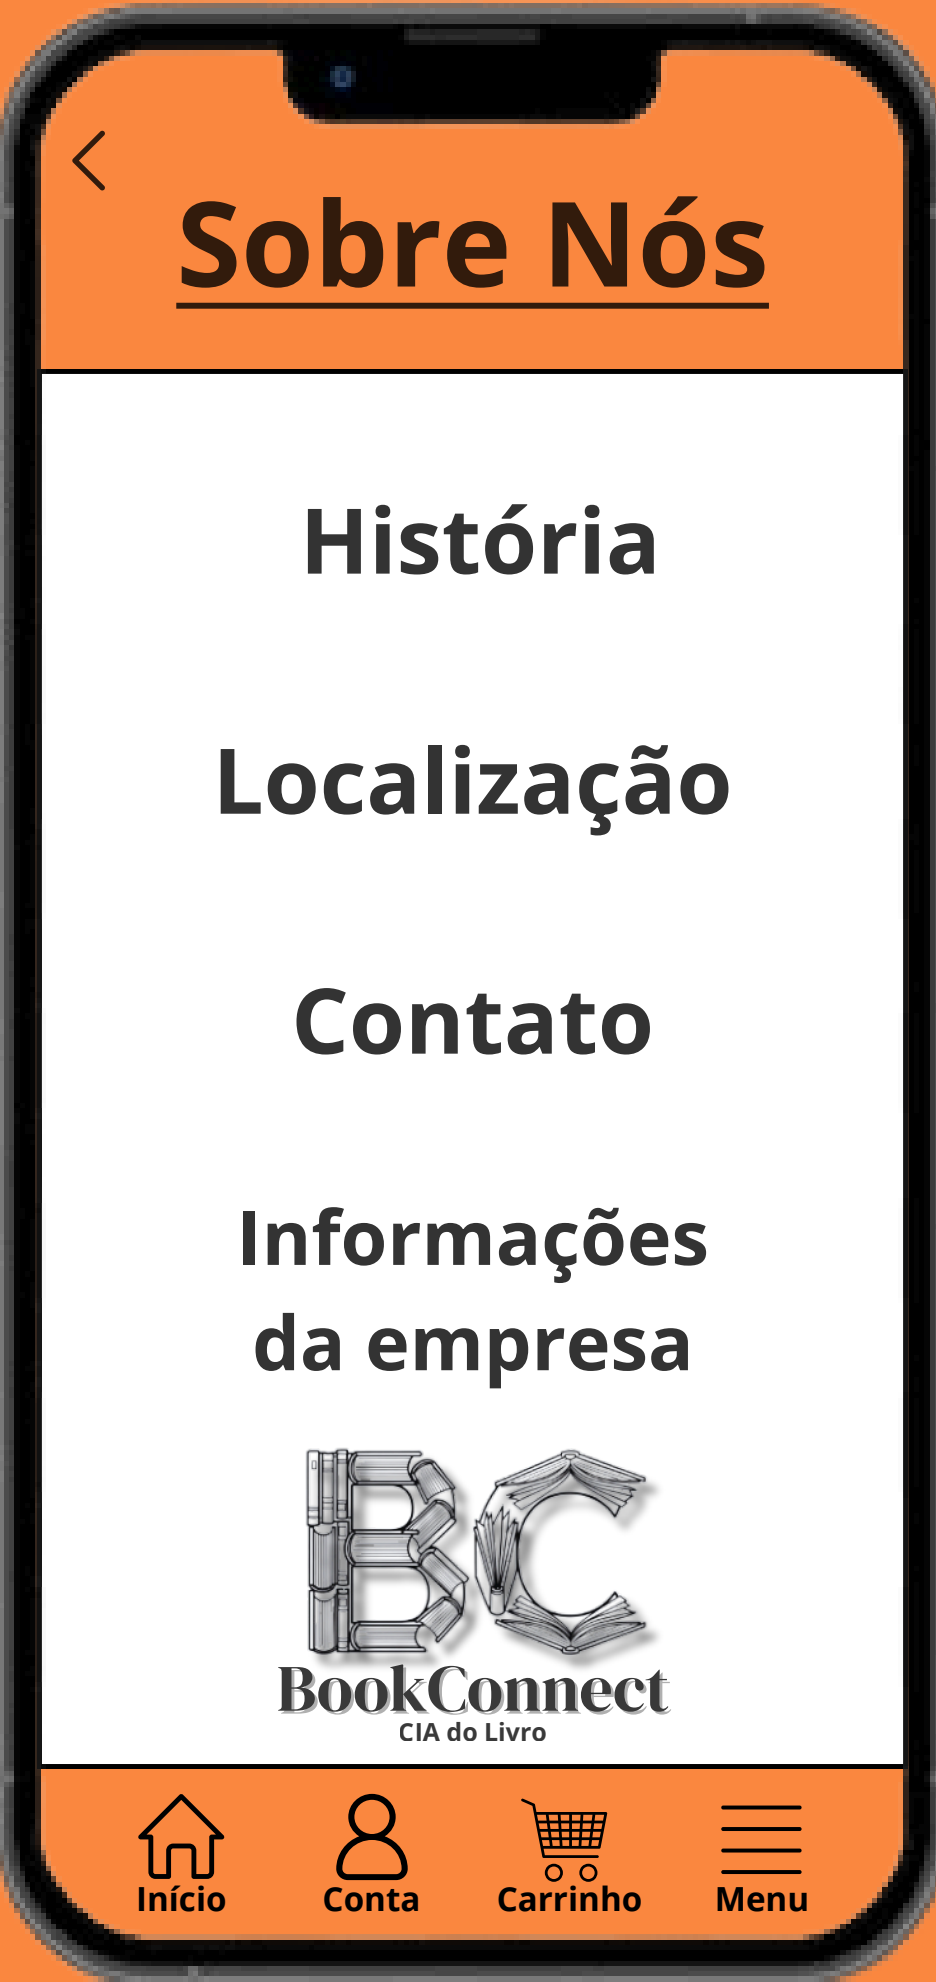 Sobre Nós
História
Localização
Contato
Informações
da empresa
BC
BookConnect
CIA do Livro
Início Conta Carrinho Menu